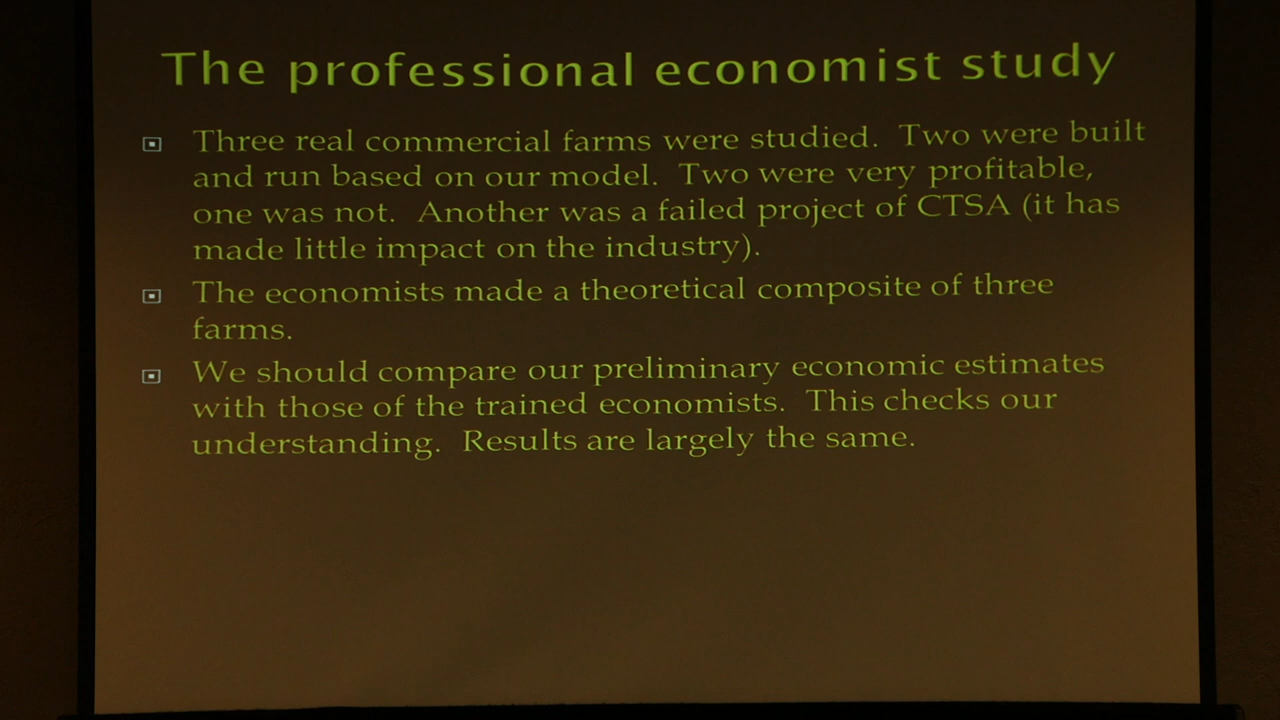 The professional economist study
Three real commercial farms were studied. Two were built
and run based on our model. Two were very profitable,
one was not. Another was a failed project of CTSA (it has
made little impact on the industry).
The economists made a theoretical composite of three
farms.
We should compare our preliminary economic estimates
with those of the trained economists. This checks our
understanding. Results are largely the same.